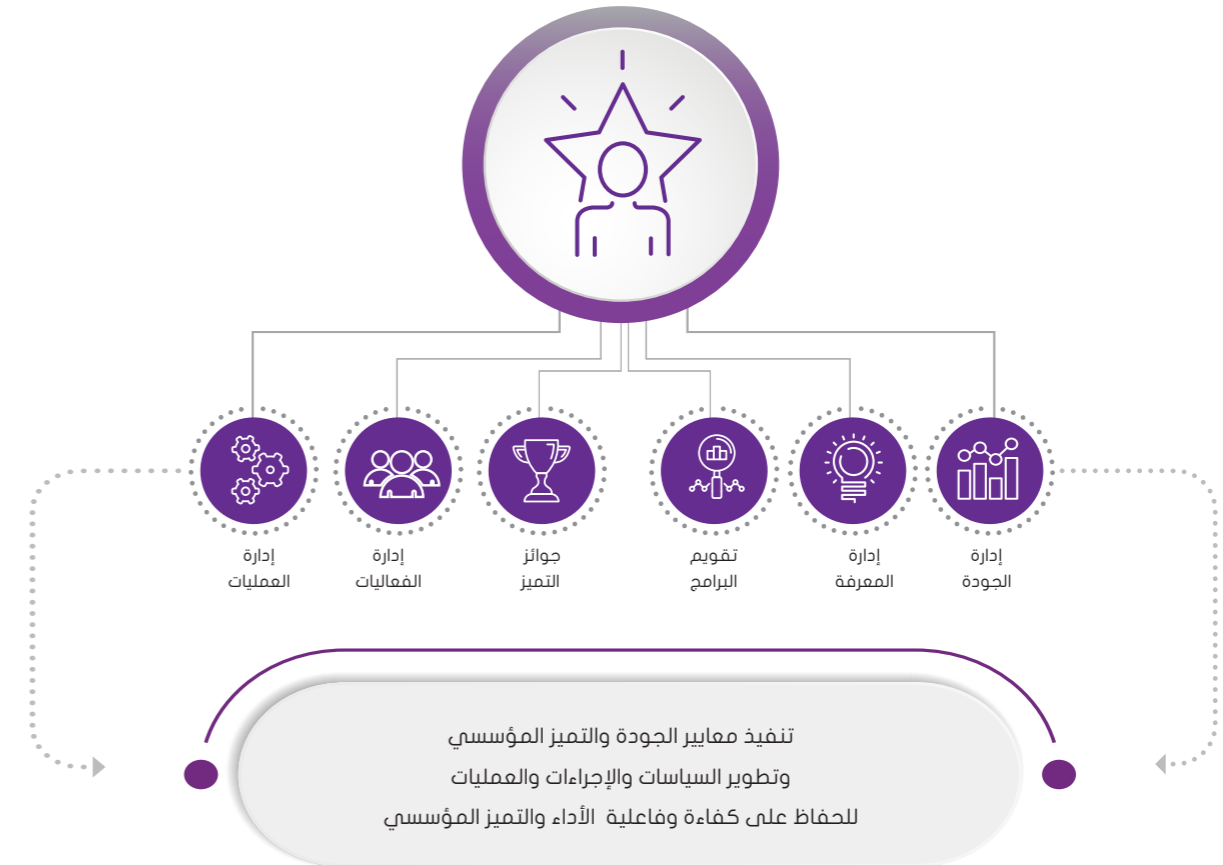 إدارة
الجودة
إدارة
المعرفة
تقويم
البرامج
جوائز
التميز
إدارة
الفعاليات
إدارة
العمليات
تنفيذ معايير الجودة والتميز المؤسسي
وتطوير السياسات والإجراءات والعمليات
للحفاظ على كفاءة وفاعلية الأداء والتميز المؤسسي